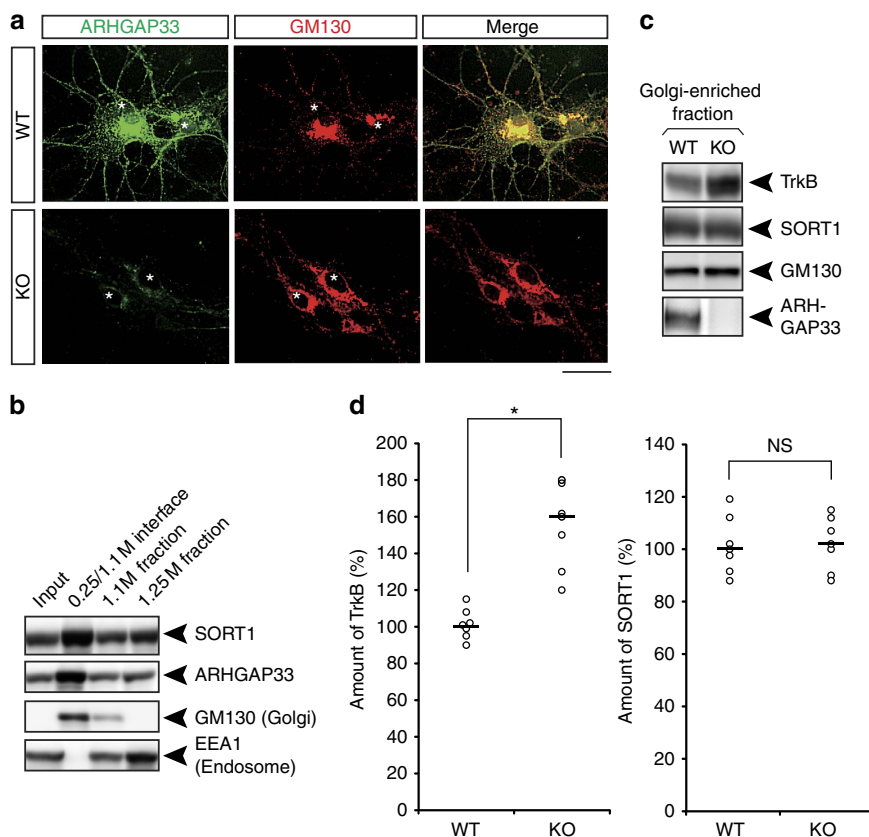 a
ARHGAP33
GM130
Merge
WT
*
*
*
*
KO
*
*
*
*
b
Input
0.25/1.1 M interface
1.1 M fraction
1.25 M fraction
SORT1
ARHGAP33
GM130 (Golgi)
EEA1
(Endosome)
c
Golgi-enriched
fraction
WT KO
TrkB
SORT1
GM130
ARH-
GAP33
d
Amount of TrkB (%)
200
180
160
140
120
100
80
60
40
20
0
*
WT KO
Amount of SORT1 (%)
140
120
100
80
60
40
20
0
NS
WT KO